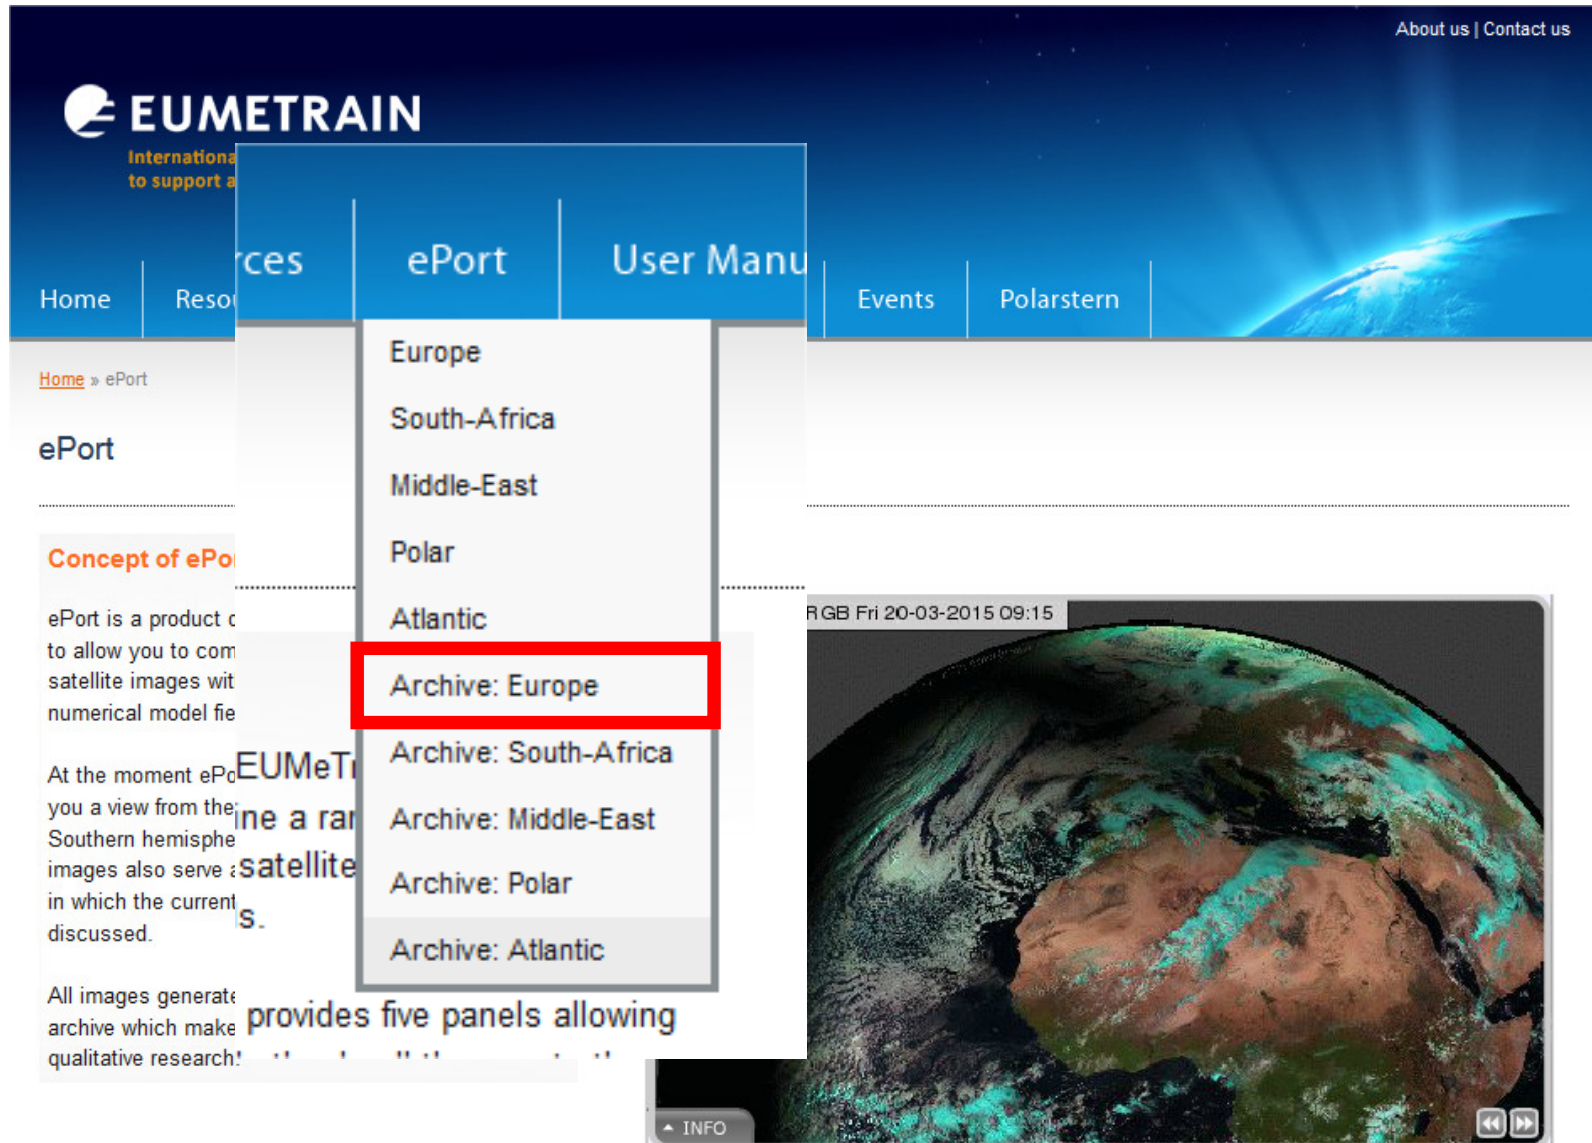 About us | Contact us
EUMETRAIN
Internationa
to support a
Home
Resou
Events
Polarstern
rces
ePort
User Manu
Europe
South-Africa
Middle-East
Polar
Atlantic
Archive: Europe
Archive: South-Africa
Archive: Middle-East
Archive: Polar
Archive: Atlantic
Home » ePort
ePort
Concept of ePor
ePort is a product o
to allow you to com
satellite images wit
numerical model fie
At the moment ePo
you a view from the
Southern hemisphe
images also serve a
in which the current
discussed.
All images generate
archive which make
qualitative research.
EUMeTr
ine a ran
satellite
s.
provides five panels allowing
RGB Fri 20-03-2015 09:15
INFO